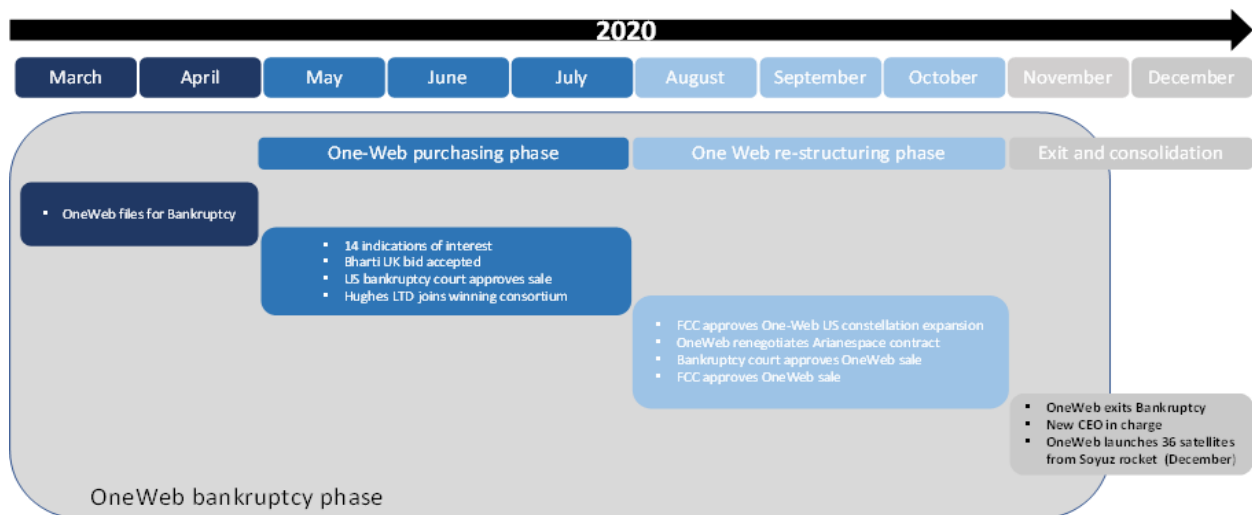 2020
March
April
May
June
July
August
September
October
November
December
One-Web purchasing phase
One Web re-structuring phase
Exit and consolidation
▪ OneWeb files for Bankruptcy
▪ 14 indications of interest
▪ Bharti UK bid accepted
▪ US bankruptcy court approves sale
▪ Hughes LTD joins winning consortium
▪ FCC approves One-Web US constellation expansion
▪ OneWeb renegotiates Arianespace contract
▪ Bankruptcy court approves OneWeb sale
▪ FCC approves OneWeb sale
▪ OneWeb exits Bankruptcy
▪ New CEO in charge
▪ OneWeb launches 36 satellites
from Soyuz rocket (December)
OneWeb bankruptcy phase